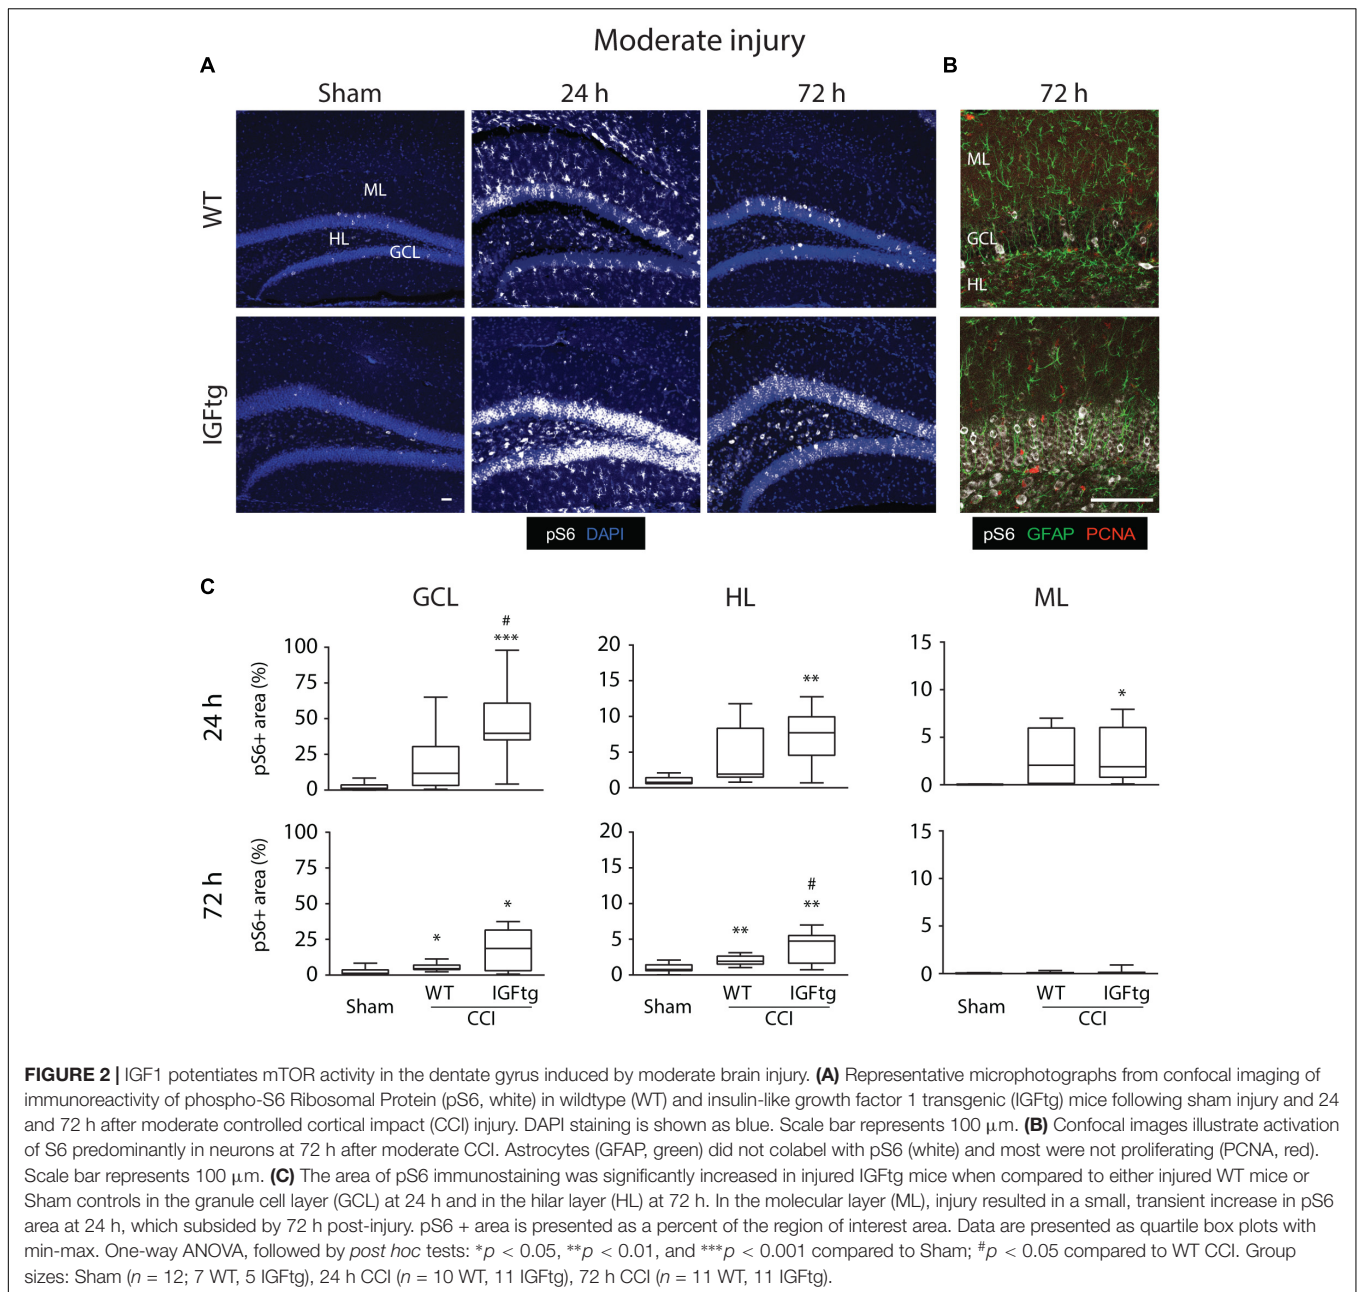 Moderate injury
A
B
Sham
24 h
72 h
72 h
WT
ML
HL
GCL
ML
GCL
HL
IGFtg
pS6 DAPI
pS6 GFAP PCNA
C
GCL
HL
ML
24 h
pS6+ area (%)
100
75
50
25
0
#
***
20
15
10
5
0
**
15
10
5
0
*
72 h
pS6+ area (%)
100
75
50
25
0
*
*
20
15
10
5
0
**
#
**
15
10
5
0
Sham
WT
IGFtg
CCI
Sham
WT
IGFtg
CCI
Sham
WT
IGFtg
CCI
FIGURE 2 | IGF1 potentiates mTOR activity in the dentate gyrus induced by moderate brain injury. (A) Representative microphotographs from confocal imaging of
immunoreactivity of phospho-S6 Ribosomal Protein (pS6, white) in wildtype (WT) and insulin-like growth factor 1 transgenic (IGFtg) mice following sham injury and 24
and 72 h after moderate controlled cortical impact (CCI) injury. DAPI staining is shown as blue. Scale bar represents 100 μm. (B) Confocal images illustrate activation
of S6 predominantly in neurons at 72 h after moderate CCI. Astrocytes (GFAP, green) did not colabel with pS6 (white) and most were not proliferating (PCNA, red).
Scale bar represents 100 μm. (C) The area of pS6 immunostaining was significantly increased in injured IGFtg mice when compared to either injured WT mice or
Sham controls in the granule cell layer (GCL) at 24 h and in the hilar layer (HL) at 72 h. In the molecular layer (ML), injury resulted in a small, transient increase in pS6
area at 24 h, which subsided by 72 h post-injury. pS6 + area is presented as a percent of the region of interest area. Data are presented as quartile box plots with
min-max. One-way ANOVA, followed by post hoc tests: *p < 0.05, **p < 0.01, and ***p < 0.001 compared to Sham; #p < 0.05 compared to WT CCI. Group
sizes: Sham (n = 12; 7 WT, 5 IGFtg), 24 h CCI (n = 10 WT, 11 IGFtg), 72 h CCI (n = 11 WT, 11 IGFtg).